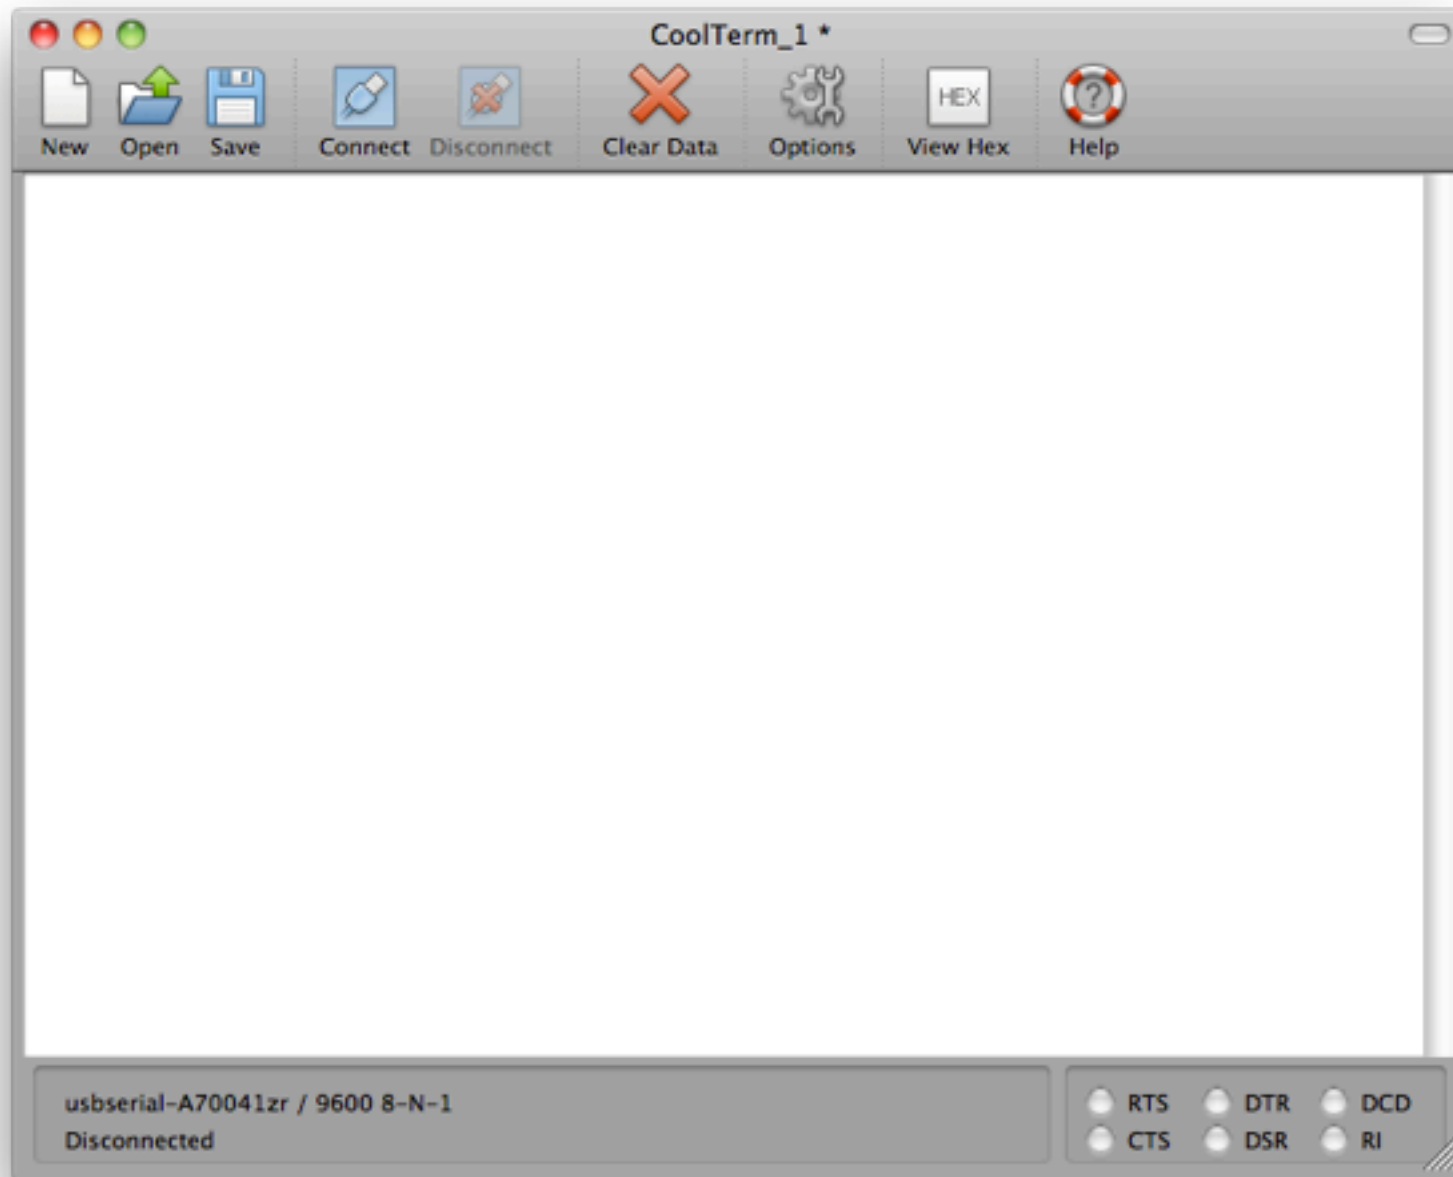 CoolTerm_1 *
New Open Save Connect Disconnect Clear Data Options HEX View Hex ? Help
usbserial-A70041zr / 9600 8-N-1
Disconnected
RTS DTR DCD
CTS DSR RI